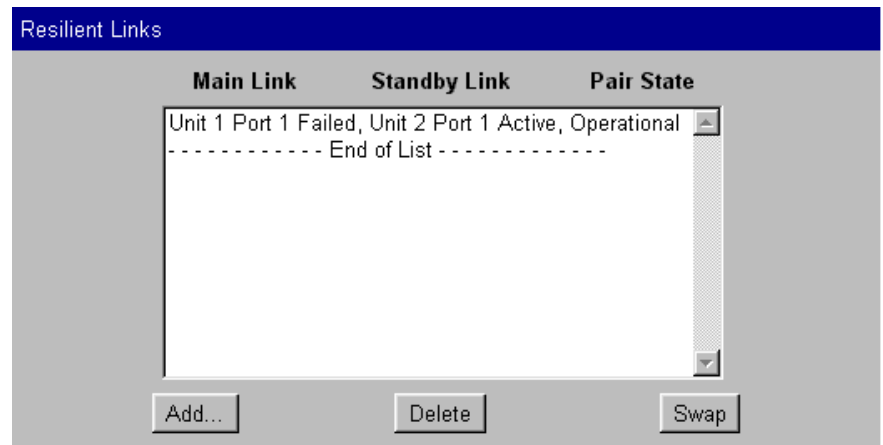 Resilient Links
Main Link Standby Link Pair State
Unit 1 Port 1 Failed, Unit 2 Port 1 Active, Operational
- - - - - - - - - - - - End of List - - - - - - - - - - - - -
Add... Delete Swap